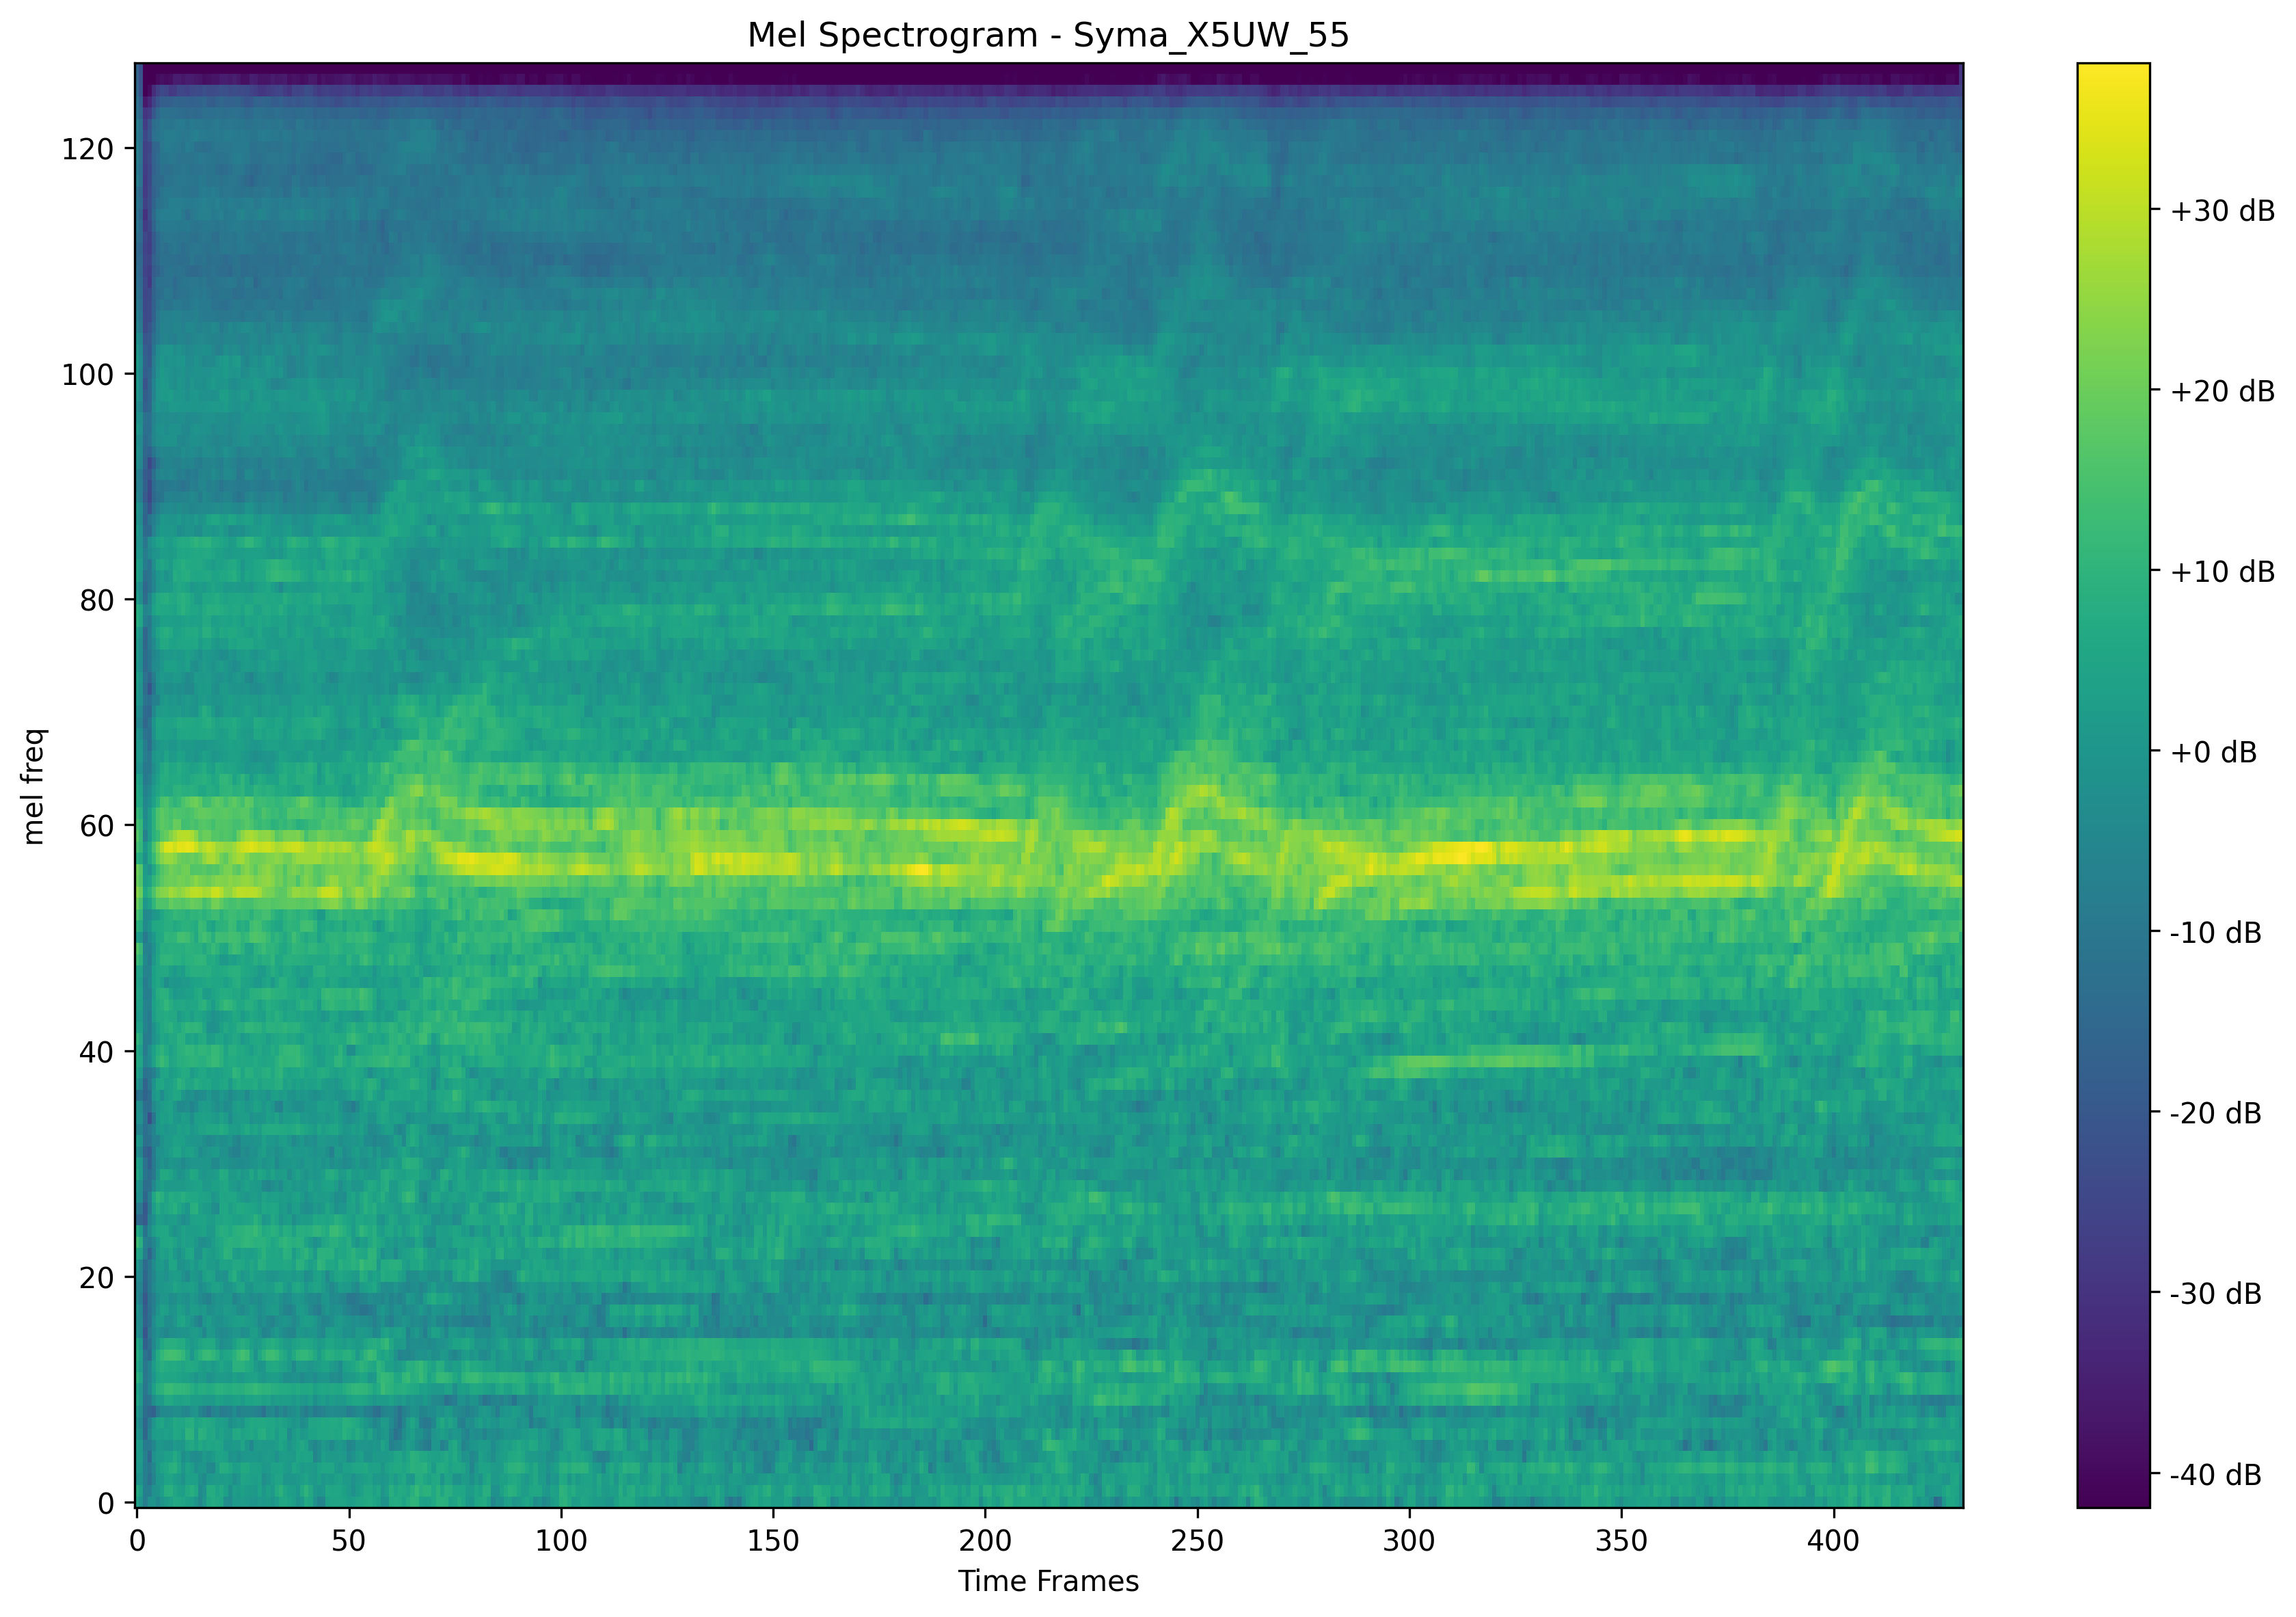 Mel Spectrogram - Syma_X5UW_55
mel freq
120
100
80
60
40
20
0
0 50 100 150 200 250 300 350 400
Time Frames
+30 dB
+20 dB
+10 dB
+0 dB
-10 dB
-20 dB
-30 dB
-40 dB